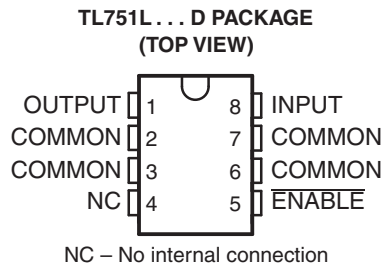 TL751L . . . D PACKAGE
(TOP VIEW)
OUTPUT 1 8 INPUT
COMMON 2 7 COMMON
COMMON 3 6 COMMON
NC 4 5 E̅N̅A̅B̅L̅E̅
NC – No internal connection